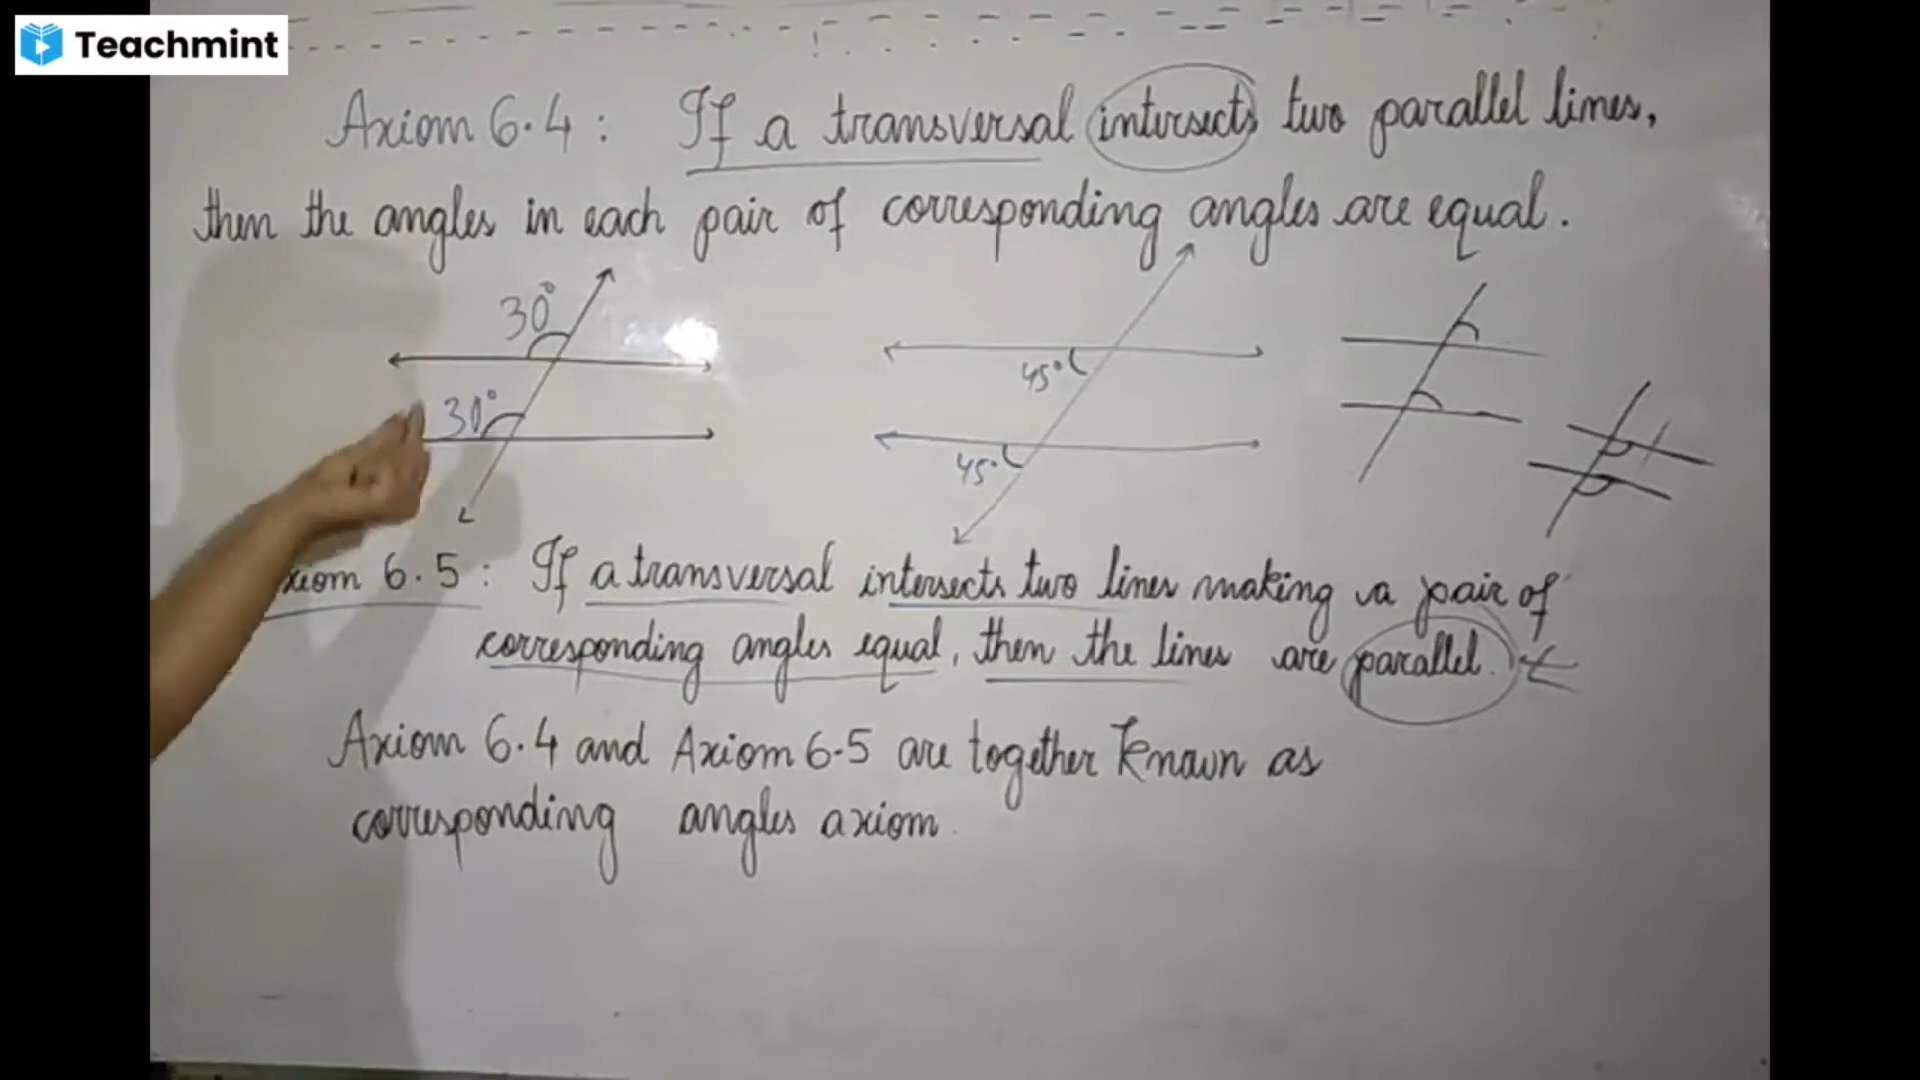 Teachmint
Axiom 6.4 : If a transversal intersects two parallel lines,
then the angles in each pair of corresponding angles are equal.
30°
30°
45°
45°
xiom 6.5 : If a transversal intersects two lines making a pair of
corresponding angles equal, then the lines are parallel.
Axiom 6.4 and Axiom 6.5 are together known as
corresponding angles axiom.